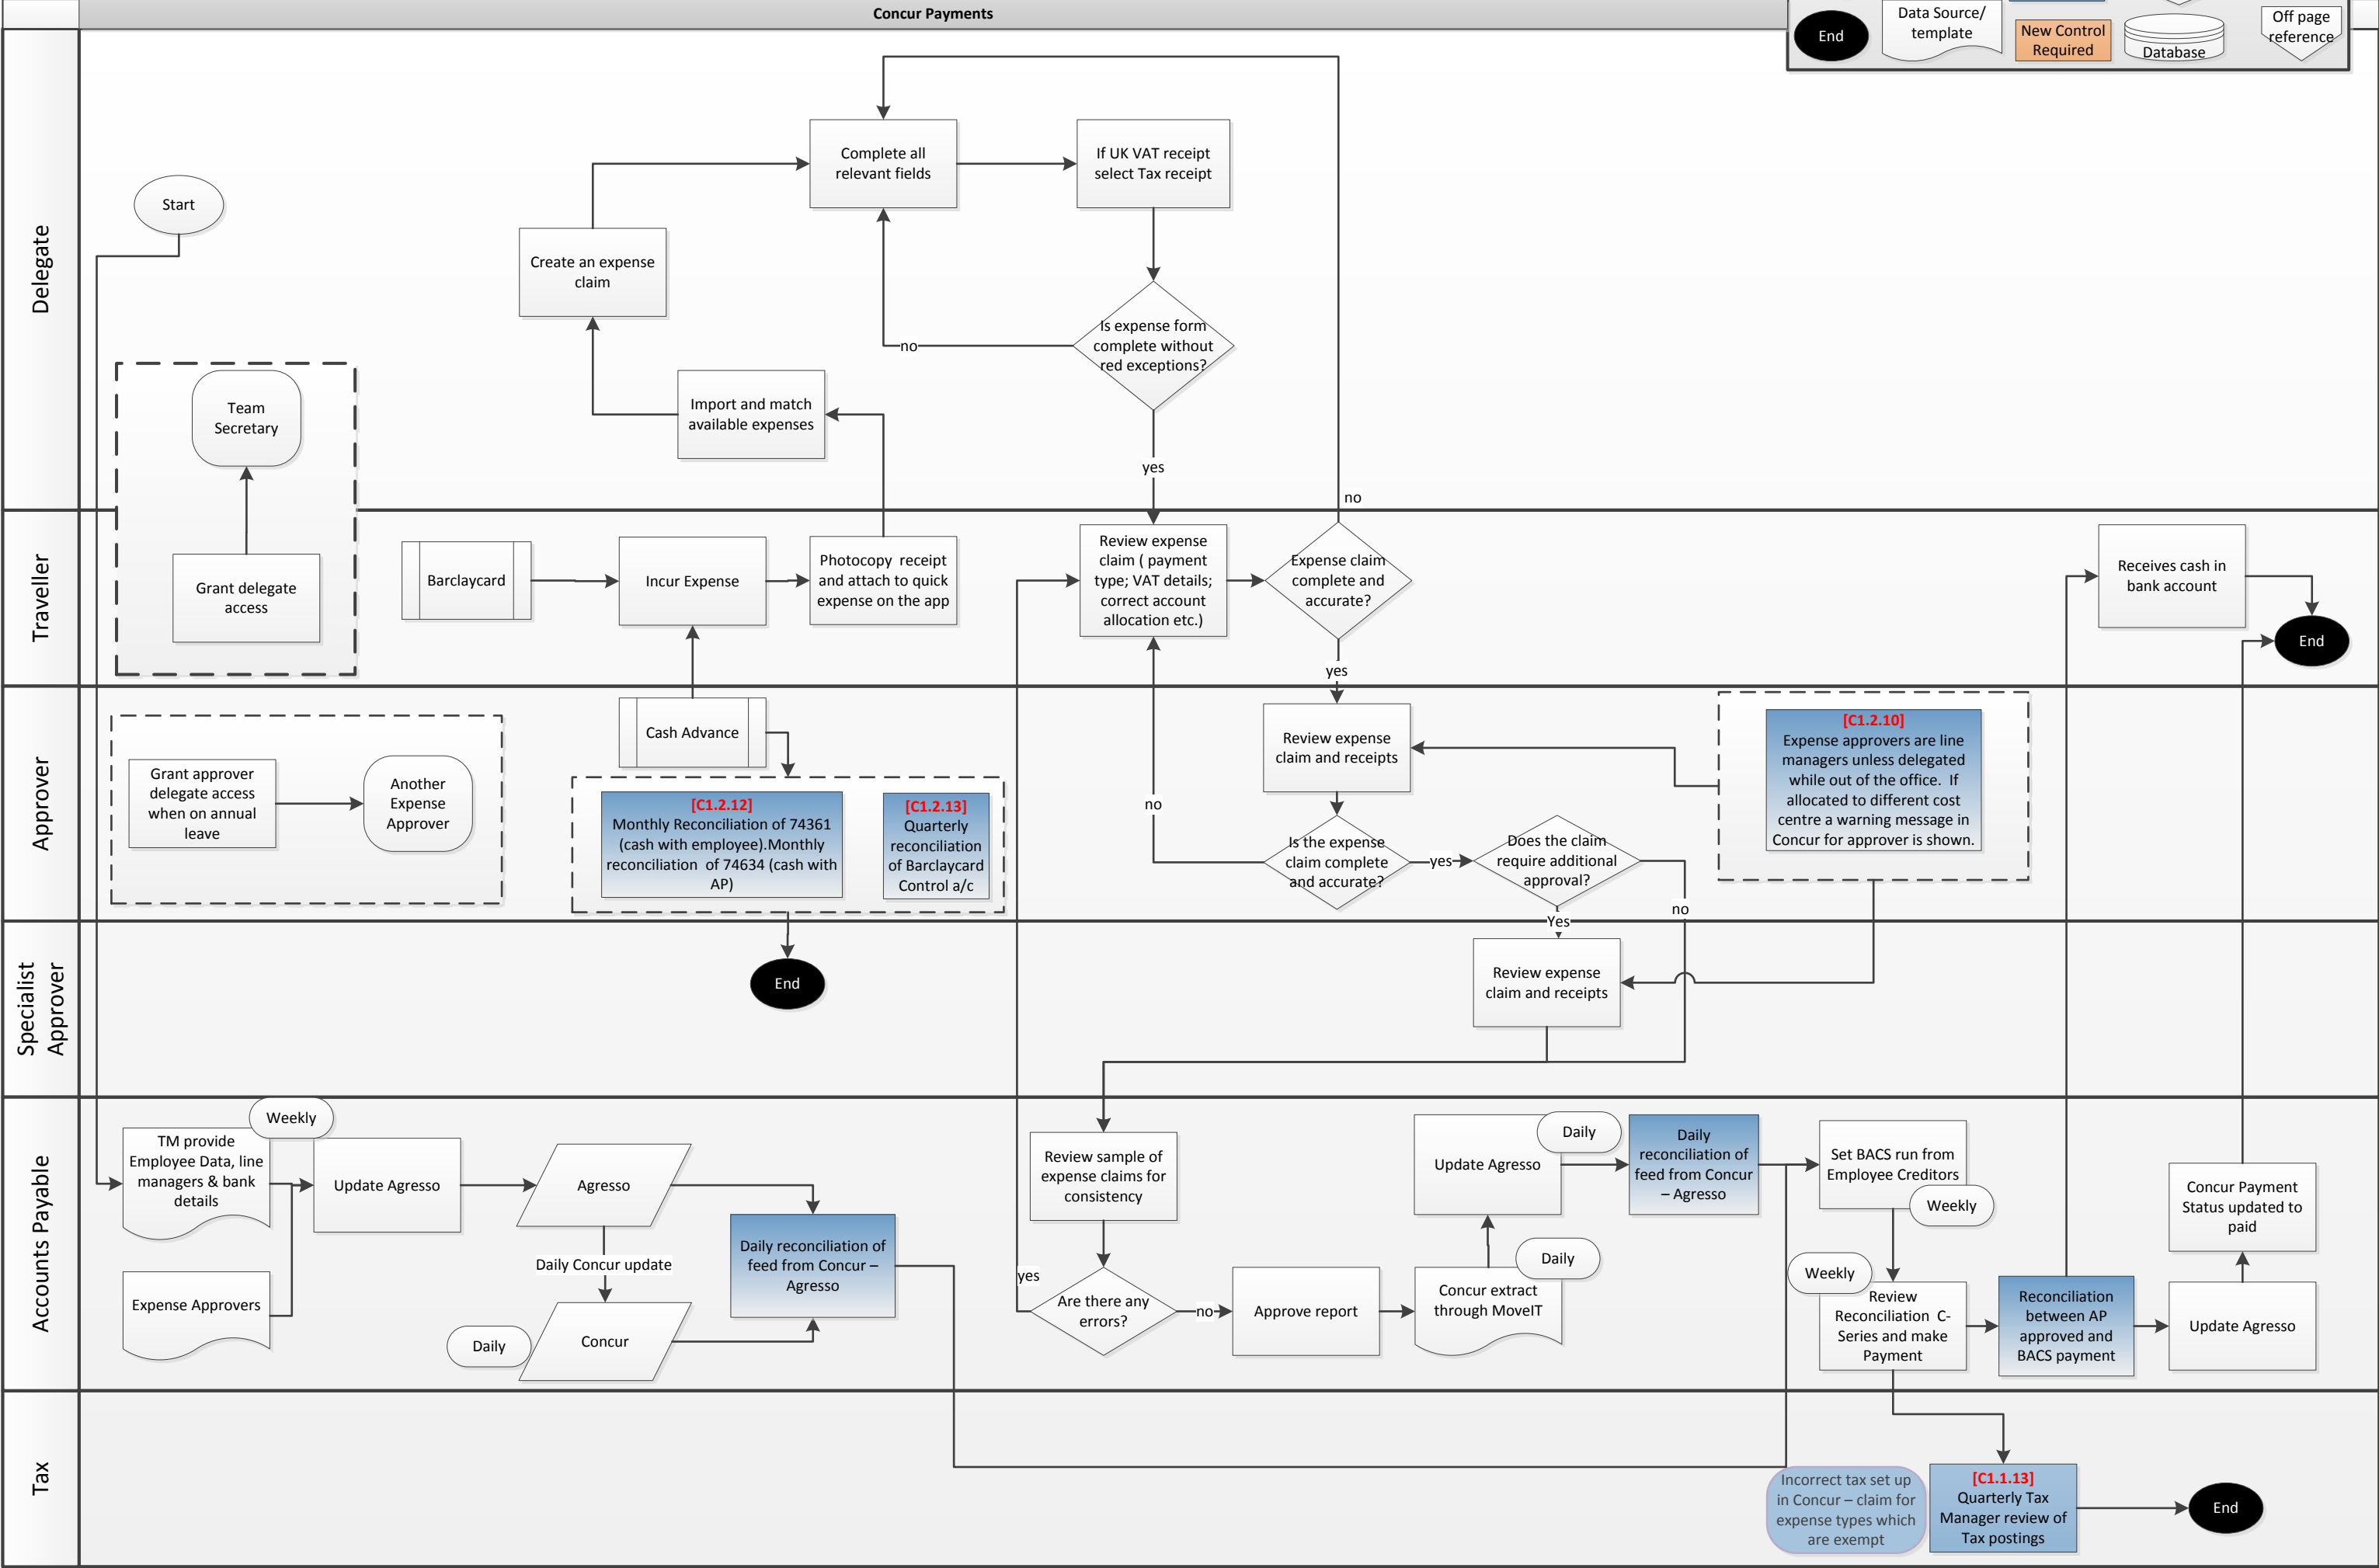 Concur Payments
End
Data Source/
template
New Control
Required
Database
Off page
reference
Delegate
Start
Complete all
relevant fields
If UK VAT receipt
select Tax receipt
Create an expense
claim
Is expense form
complete without
red exceptions?
no
Import and match
available expenses
Team
Secretary
yes
no
Traveller
Grant delegate
access
Barclaycard
Incur Expense
Photocopy receipt
and attach to quick
expense on the app
Review expense
claim ( payment
type; VAT details;
correct account
allocation etc.)
Expense claim
complete and
accurate?
yes
Receives cash in
bank account
End
Approver
Grant approver
delegate access
when on annual
leave
Another
Expense
Approver
Cash Advance
[C1.2.12]
Monthly Reconciliation of 74361
(cash with employee).Monthly
reconciliation of 74634 (cash with
AP)
[C1.2.13]
Quarterly
reconciliation
of Barclaycard
Control a/c
no
Review expense
claim and receipts
Is the expense
claim complete
and accurate?
yes
Does the claim
require additional
approval?
Yes
no
[C1.2.10]
Expense approvers are line
managers unless delegated
while out of the office. If
allocated to different cost
centre a warning message in
Concur for approver is shown.
Specialist
Approver
End
Review expense
claim and receipts
Accounts Payable
Weekly
TM provide
Employee Data, line
managers & bank
details
Expense Approvers
Update Agresso
Agresso
Daily Concur update
Daily
Concur
Daily reconciliation of
feed from Concur –
Agresso
Review sample of
expense claims for
consistency
yes
Are there any
errors?
no
Approve report
Concur extract
through MoveIT
Daily
Update Agresso
Daily
Daily
reconciliation of
feed from Concur
– Agresso
Set BACS run from
Employee Creditors
Weekly
Weekly
Review
Reconciliation C-
Series and make
Payment
Reconciliation
between AP
approved and
BACS payment
Update Agresso
Concur Payment
Status updated to
paid
Tax
Incorrect tax set up
in Concur – claim for
expense types which
are exempt
[C1.1.13]
Quarterly Tax
Manager review of
Tax postings
End